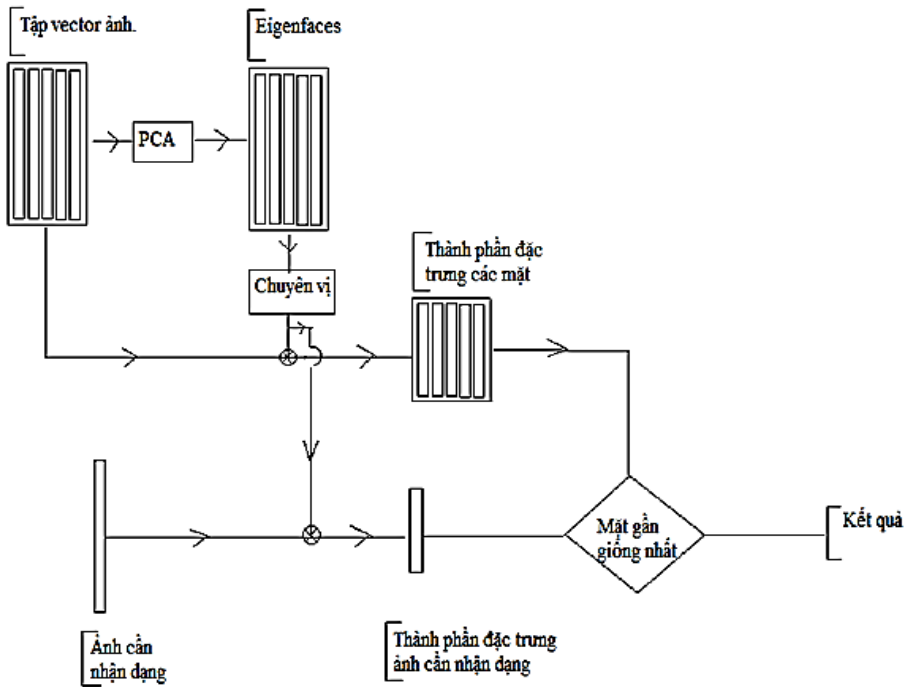 Tập vector ảnh.
Eigenfaces
PCA
Chuyên vị
Thành phần đặc
trưng các mặt
Mặt gần
giống nhất
Kết quả
Ảnh cần
nhận dạng
Thành phần đặc trưng
ảnh cần nhận dạng